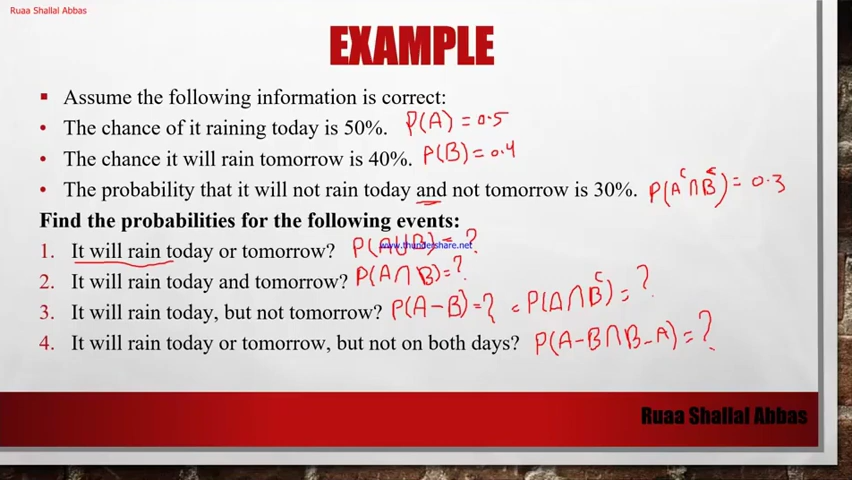 Ruaa Shallal Abbas
EXAMPLE
▪ Assume the following information is correct:
• The chance of it raining today is 50%. P(A) = 0.5
• The chance it will rain tomorrow is 40%. P(B) = 0.4
• The probability that it will not rain today and not tomorrow is 30%. P(Aᶜ∩Bᶜ) = 0.3
Find the probabilities for the following events:
1. It will rain today or tomorrow? P(A∪B) = ?
www.thundershare.net
2. It will rain today and tomorrow? P(A∩B) = ?
3. It will rain today, but not tomorrow? P(A−B) = ? = P(A∩Bᶜ) = ?
4. It will rain today or tomorrow, but not on both days? P(A−B∩B−A) = ?
Ruaa Shallal Abbas